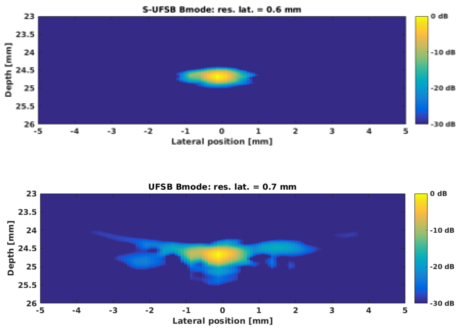 S-UFSB Bmode: res. lat. = 0.6 mm
Depth [mm]
23
23.5
24
24.5
25
25.5
26
-5 -4 -3 -2 -1 0 1 2 3 4 5
Lateral position [mm]
0 dB
-10 dB
-20 dB
-30 dB
UFSB Bmode: res. lat. = 0.7 mm
Depth [mm]
23
23.5
24
24.5
25
25.5
26
-5 -4 -3 -2 -1 0 1 2 3 4 5
Lateral position [mm]
0 dB
-10 dB
-20 dB
-30 dB